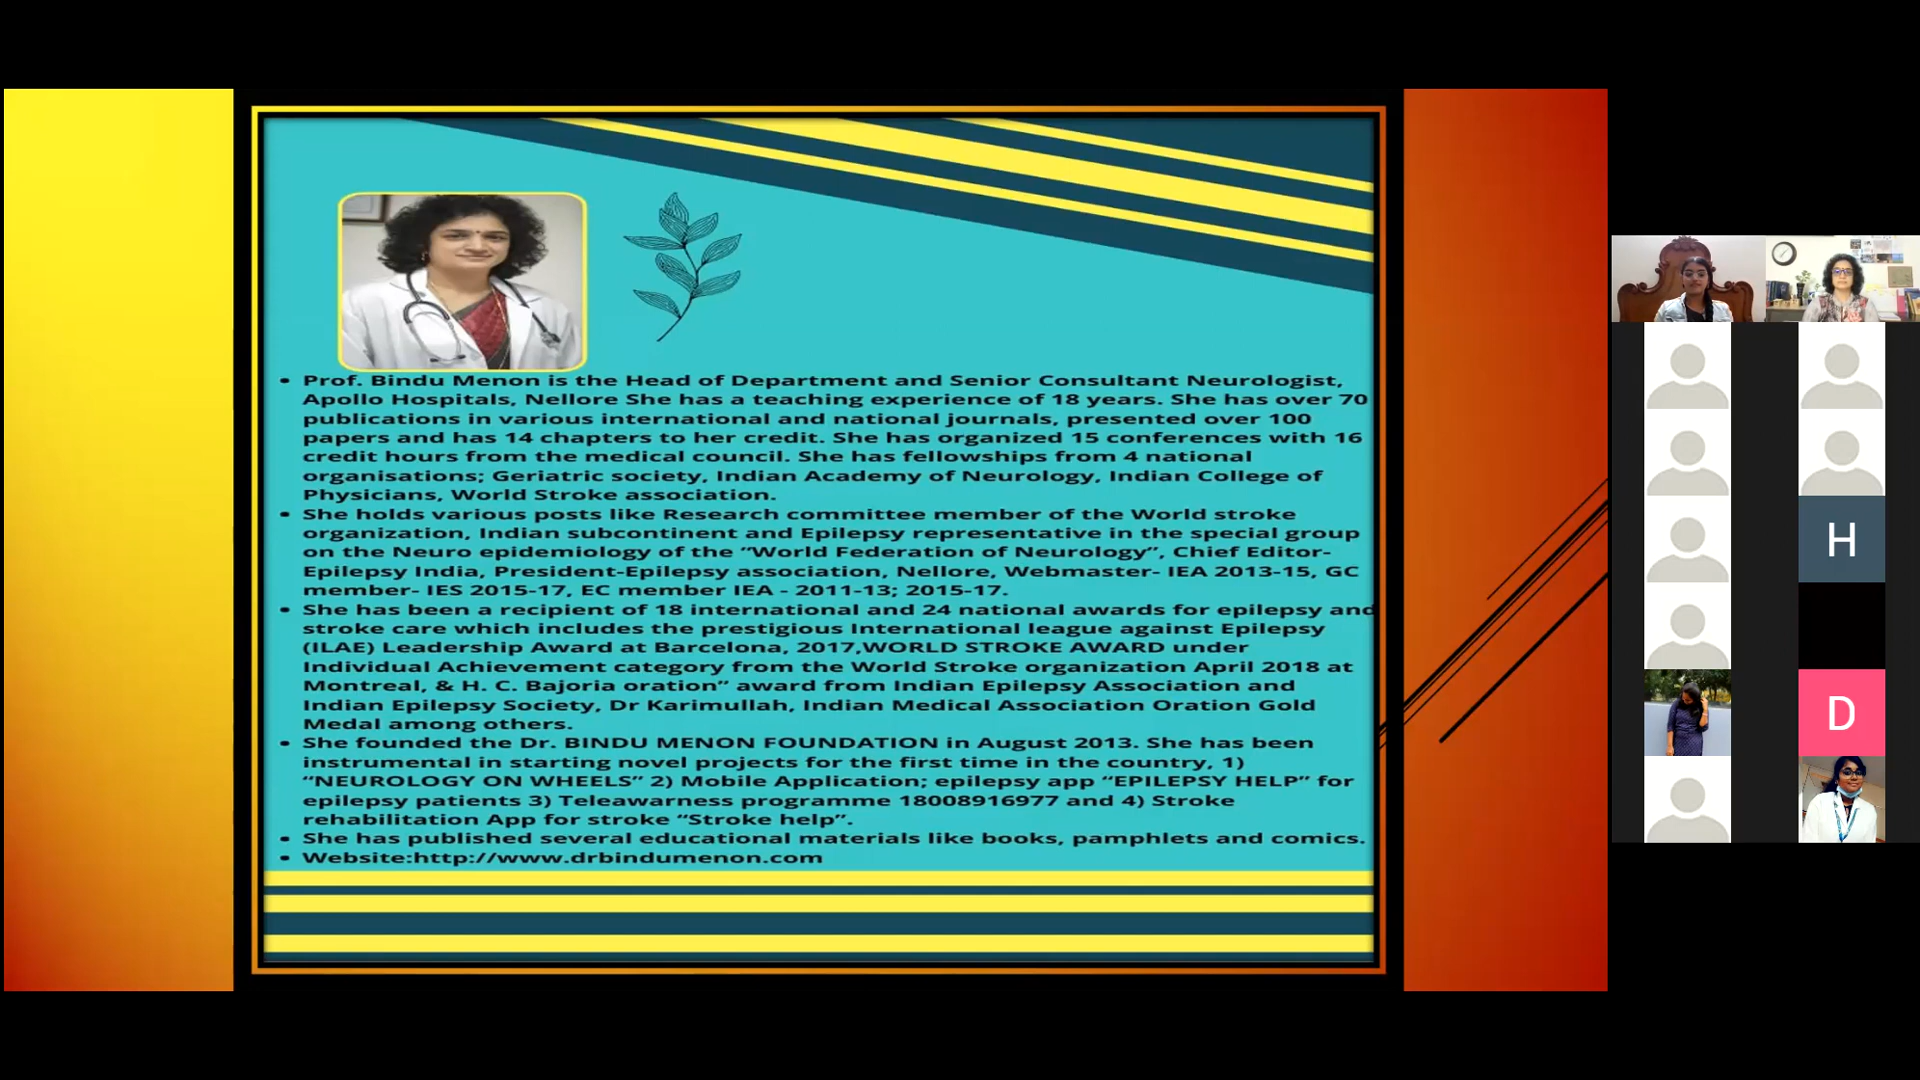 Prof. Bindu Menon is the Head of Department and Senior Consultant Neurologist,
Apollo Hospitals, Nellore She has a teaching experience of 18 years. She has over 70
publications in various international and national journals, presented over 100
papers and has 14 chapters to her credit. She has organized 15 conferences with 16
credit hours from the medical council. She has fellowships from 4 national
organisations; Geriatric society, Indian Academy of Neurology, Indian College of
Physicians, World Stroke association.
She holds various posts like Research committee member of the World stroke
organization, Indian subcontinent and Epilepsy representative in the special group
on the Neuro epidemiology of the “World Federation of Neurology”, Chief Editor-
Epilepsy India, President-Epilepsy association, Nellore, Webmaster- IEA 2013-15, GC
member- IES 2015-17, EC member IEA - 2011-13; 2015-17.
She has been a recipient of 18 international and 24 national awards for epilepsy and
stroke care which includes the prestigious International league against Epilepsy
(ILAE) Leadership Award at Barcelona, 2017,WORLD STROKE AWARD under
Individual Achievement category from the World Stroke organization April 2018 at
Montreal, & H. C. Bajoria oration” award from Indian Epilepsy Association and
Indian Epilepsy Society, Dr Karimullah, Indian Medical Association Oration Gold
Medal among others.
She founded the Dr. BINDU MENON FOUNDATION in August 2013. She has been
instrumental in starting novel projects for the first time in the country, 1)
“NEUROLOGY ON WHEELS” 2) Mobile Application; epilepsy app “EPILEPSY HELP” for
epilepsy patients 3) Teleawarness programme 18008916977 and 4) Stroke
rehabilitation App for stroke “Stroke help”.
She has published several educational materials like books, pamphlets and comics.
Website:http://www.drbindumenon.com
H
D